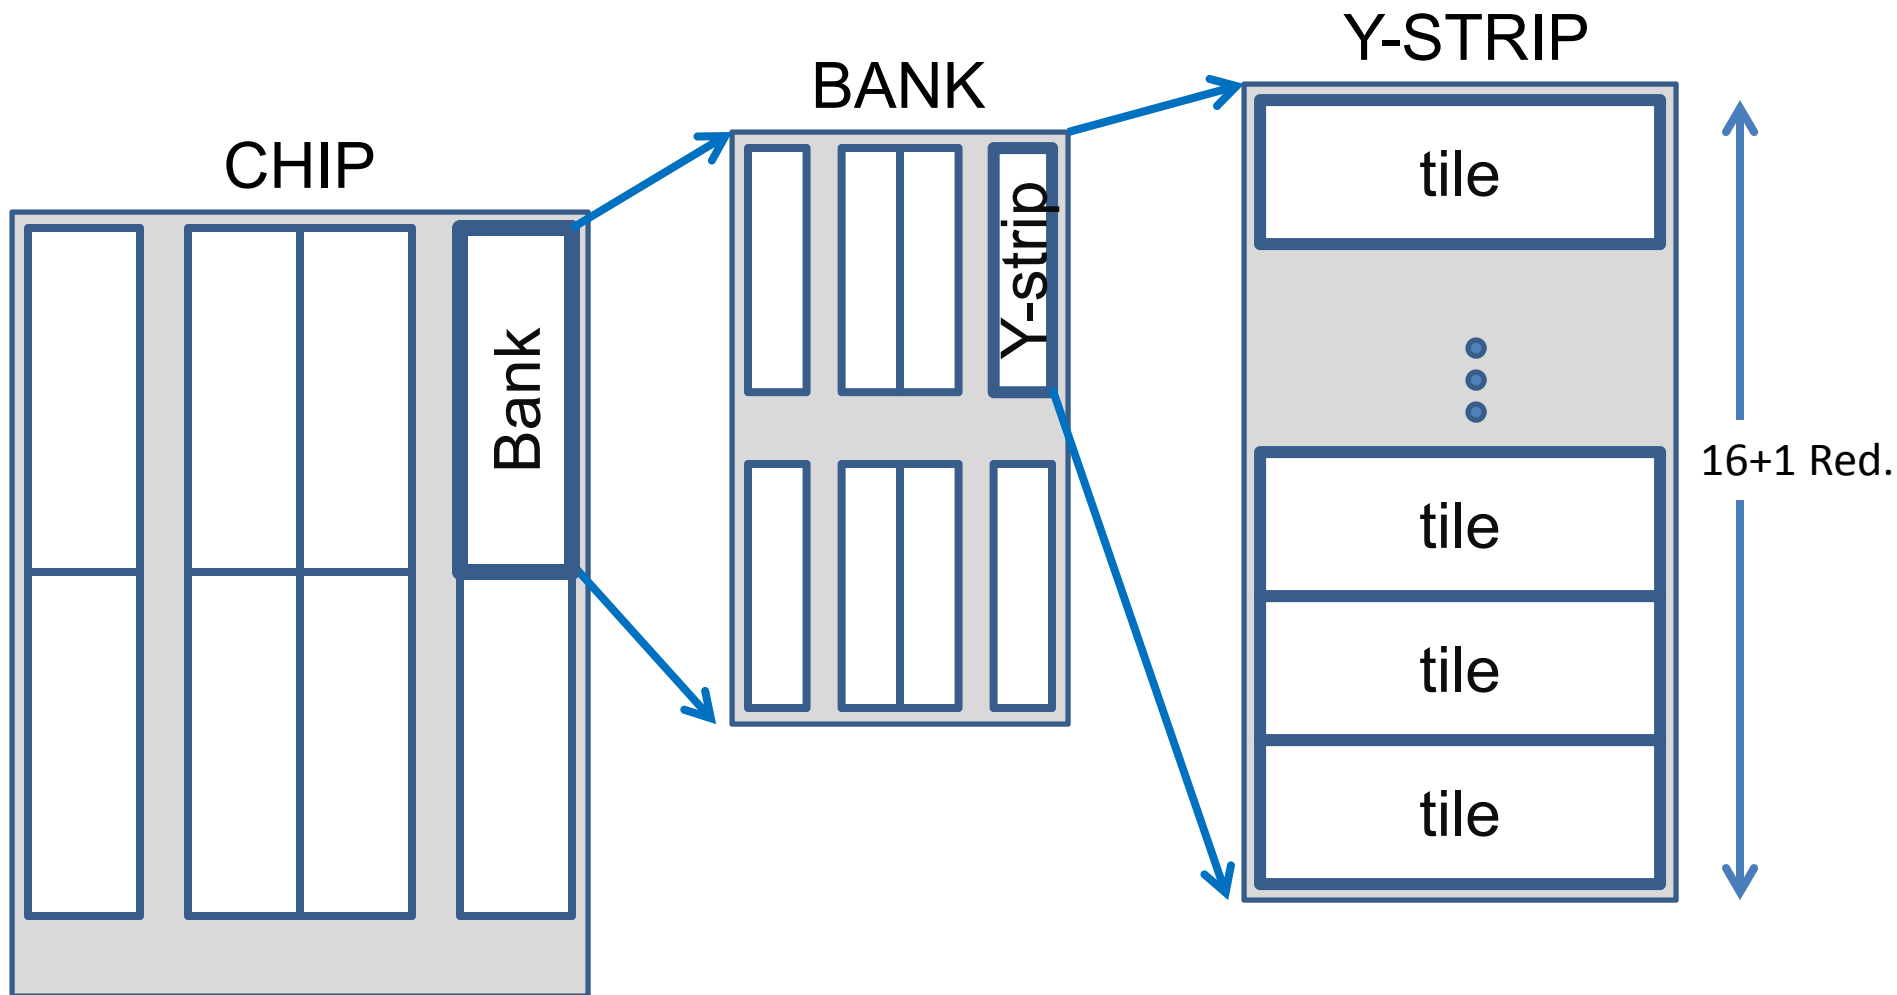 CHIP
Bank
BANK
Y-strip
Y-STRIP
tile
tile
tile
tile
16+1 Red.